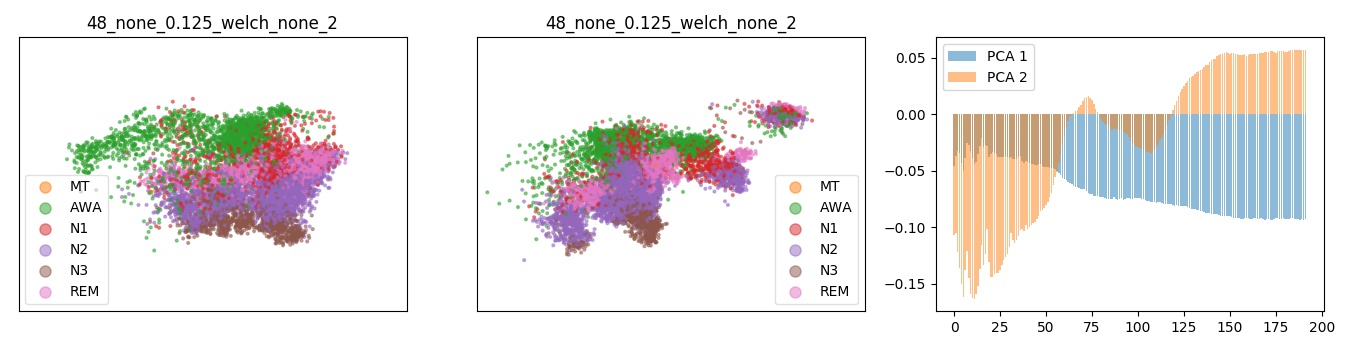 48_none_0.125_welch_none_2
MT
AWA
N1
N2
N3
REM
48_none_0.125_welch_none_2
MT
AWA
N1
N2
N3
REM
PCA 1
PCA 2
0.05
0.00
−0.05
−0.10
−0.15
0 25 50 75 100 125 150 175 200